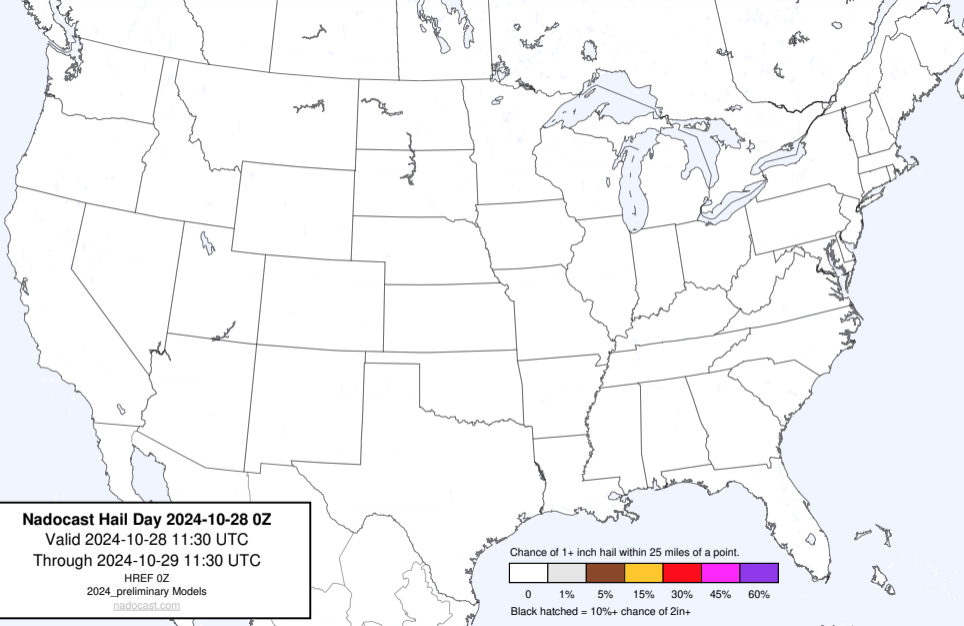 Nadocast Hail Day 2024-10-28 0Z
Valid 2024-10-28 11:30 UTC
Through 2024-10-29 11:30 UTC
HREF 0Z
2024_preliminary Models
nadocast.com
Chance of 1+ inch hail within 25 miles of a point.
0 1% 5% 15% 30% 45% 60%
Black hatched = 10%+ chance of 2in+